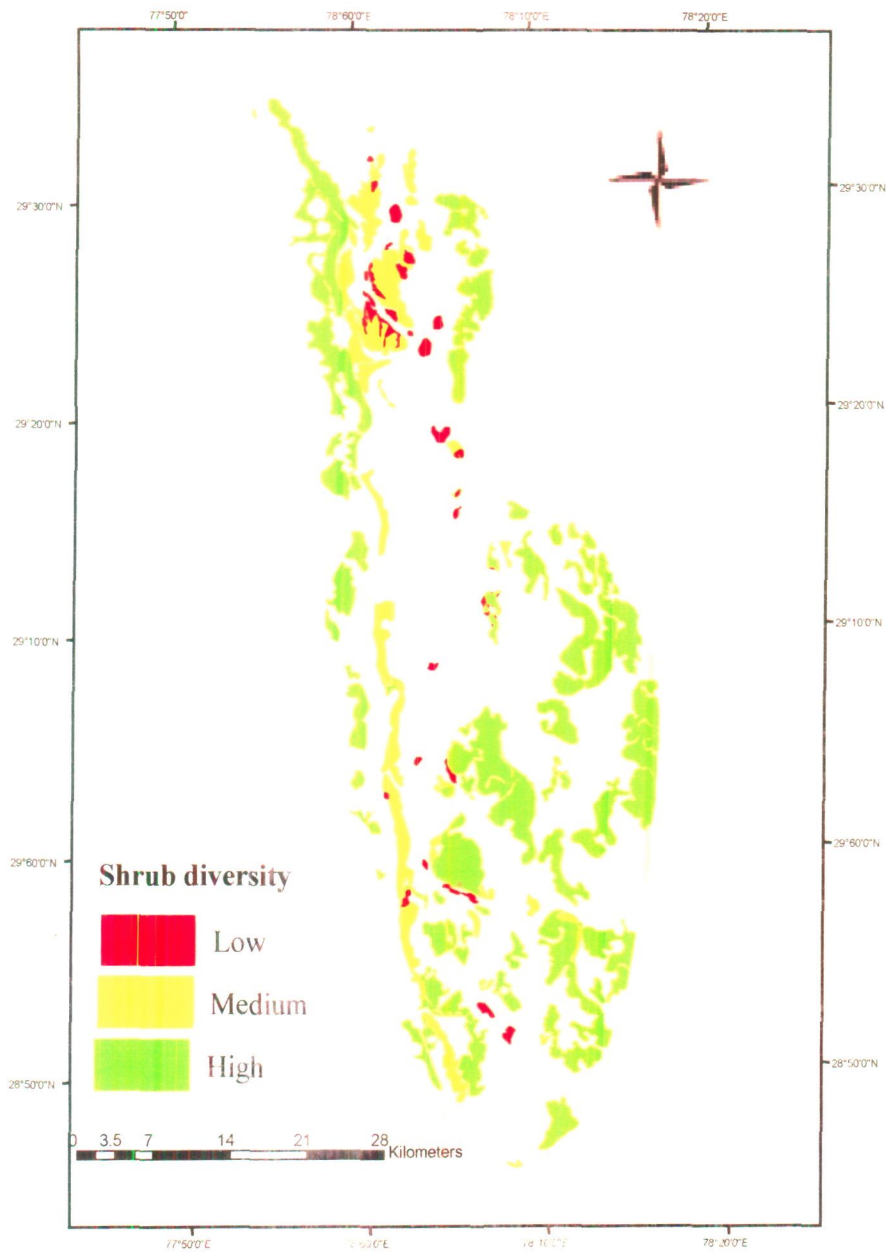 77°50'0"E 78°60'0"E 78°10'0"E 78°20'0"E
29°30'0"N 29°30'0"N
29°20'0"N 29°20'0"N
29°10'0"N 29°10'0"N
29°60'0"N 29°60'0"N
Shrub diversity
Low
Medium
High
28°50'0"N 28°50'0"N
0 3.5 7 14 21 28 Kilometers
77°50'0"E 78°10'0"E 78°20'0"E